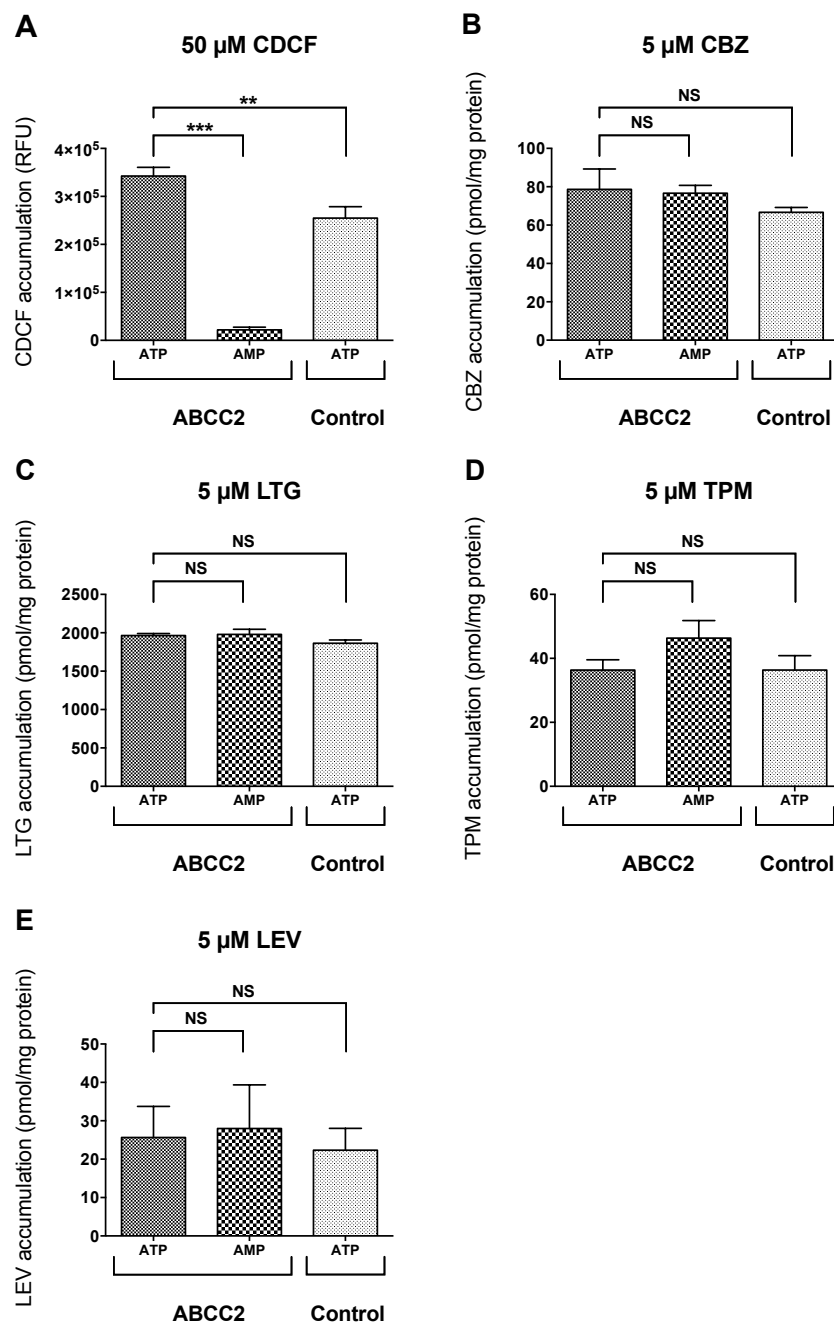 A
50 µM CDCF
CDCF accumulation (RFU)
**
***
4×10⁵
3×10⁵
2×10⁵
1×10⁵
0
ATP AMP ATP
ABCC2 Control
B
5 µM CBZ
CBZ accumulation (pmol/mg protein)
NS
NS
100
80
60
40
20
0
ATP AMP ATP
ABCC2 Control
C
5 µM LTG
LTG accumulation (pmol/mg protein)
NS
NS
2500
2000
1500
1000
500
0
ATP AMP ATP
ABCC2 Control
D
5 µM TPM
TPM accumulation (pmol/mg protein)
NS
NS
60
40
20
0
ATP AMP ATP
ABCC2 Control
E
5 µM LEV
LEV accumulation (pmol/mg protein)
NS
NS
50
40
30
20
10
0
ATP AMP ATP
ABCC2 Control